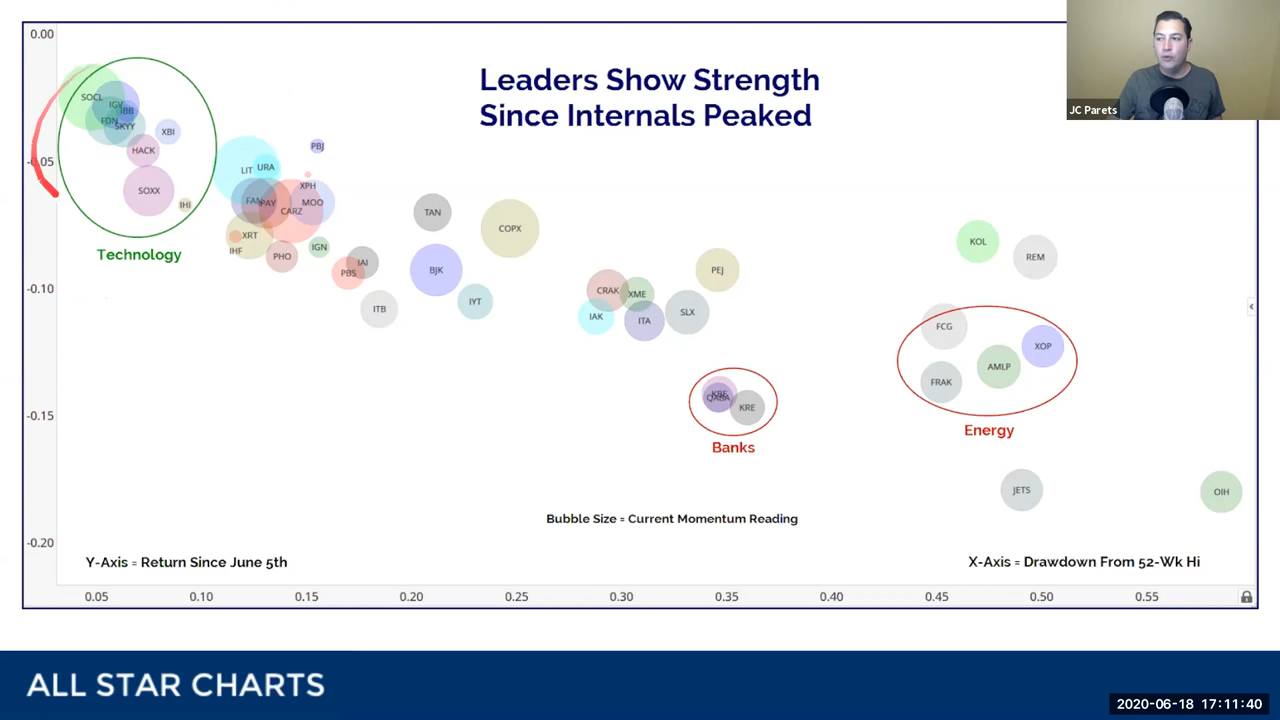 0.00
Leaders Show Strength
Since Internals Peaked
JC Parets
SOCL
IGV
IBB
FDN
SKYY
XBI
HACK
PBJ
-0.05
LIT
URA
SOXX
XPH
IHI
FAN
IPAY
CARZ
MOO
TAN
COPX
XRT
IHF
PHO
IGN
Technology
KOL
REM
IAI
PBS
BJK
PEJ
-0.10
ITB
IYT
CRAK
XME
IAK
ITA
SLX
FCG
XOP
AMLP
FRAK
QABA
KRE
-0.15
Banks
Energy
JETS
OIH
Bubble Size = Current Momentum Reading
-0.20
Y-Axis = Return Since June 5th
X-Axis = Drawdown From 52-Wk Hi
0.05 0.10 0.15 0.20 0.25 0.30 0.35 0.40 0.45 0.50 0.55
ALL STAR CHARTS
2020-06-18 17:11:40